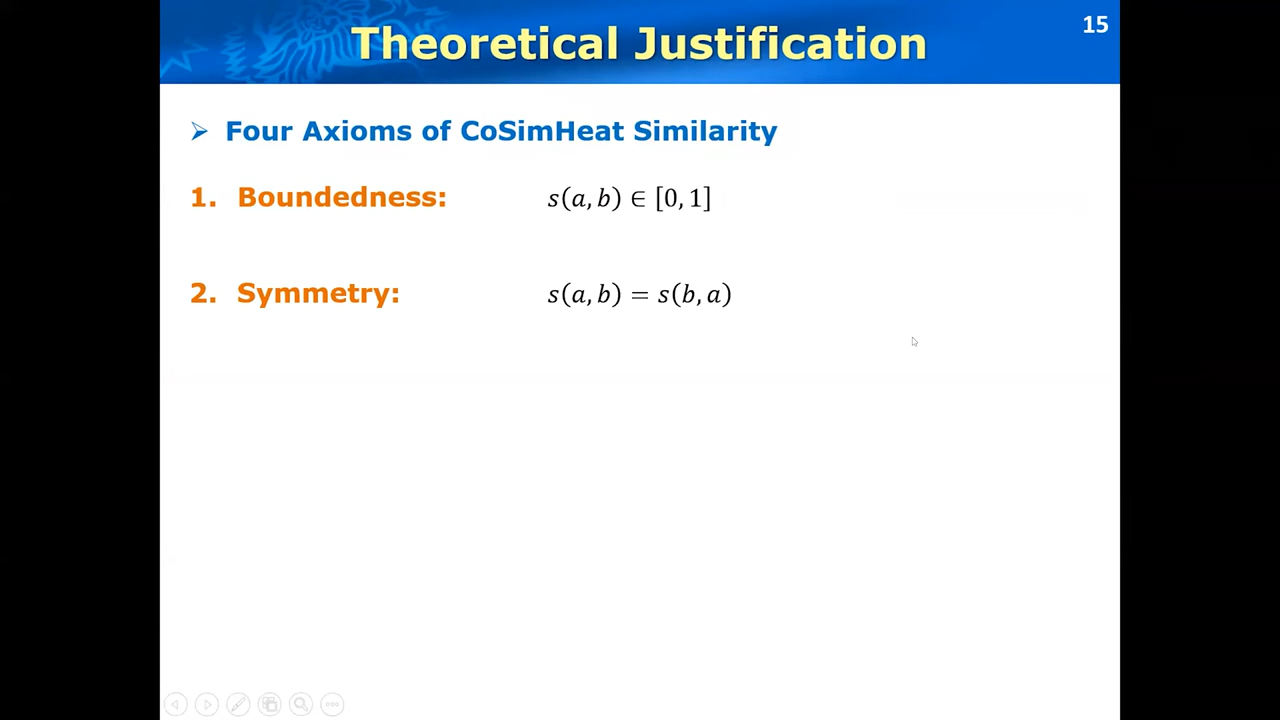 15
Theoretical Justification
➢ Four Axioms of CoSimHeat Similarity
1. Boundedness: s(a, b) ∈ [0, 1]
2. Symmetry: s(a, b) = s(b, a)